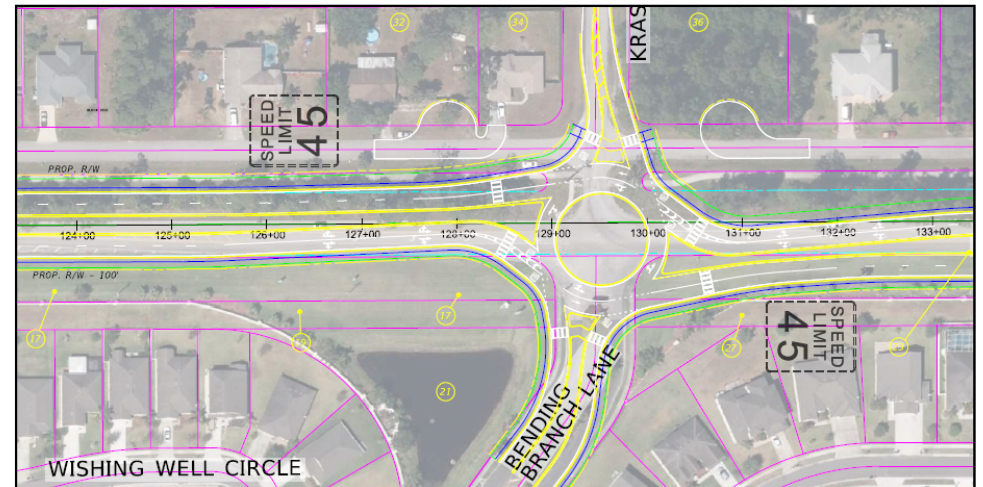 32
34
36
KRAS
SPEED
LIMIT
45
PROP. R/W
124+00
125+00
126+00
127+00
128+00
129+00
130+00
131+00
132+00
133+00
PROP. R/W - 100'
17
19
17
21
27
SPEED
LIMIT
45
BENDING
BRANCH LANE
WISHING WELL CIRCLE